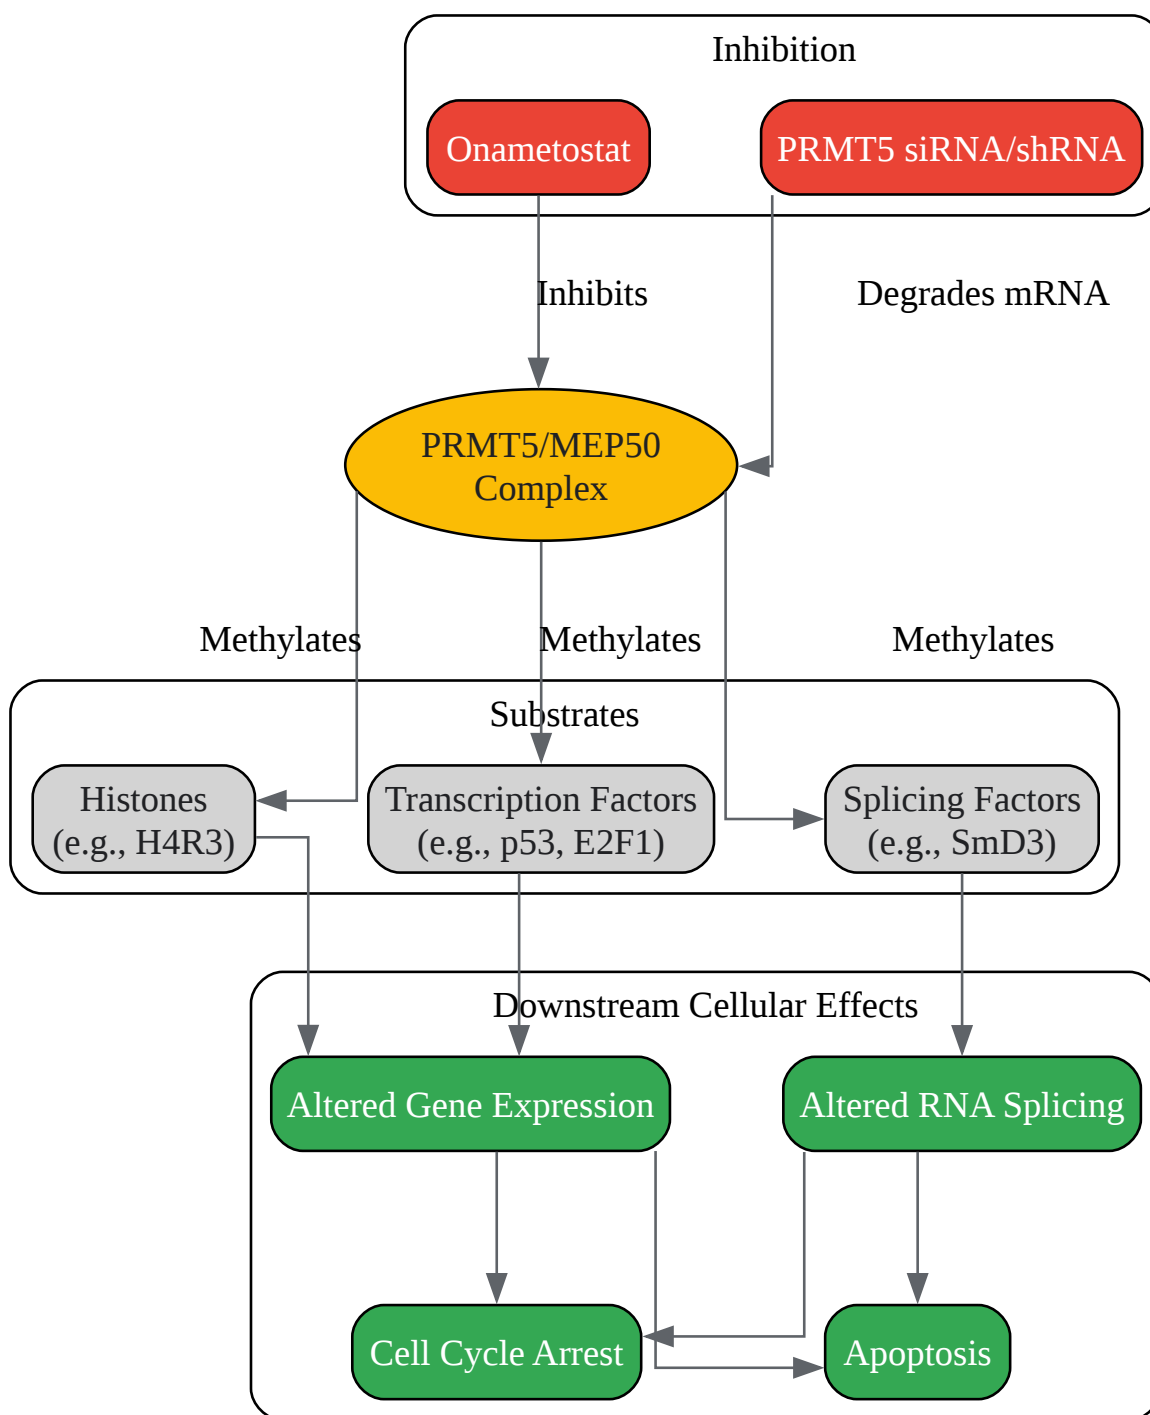 Inhibition
Onametostat
PRMT5 siRNA/shRNA
Inhibits
Degrades mRNA
PRMT5/MEP50
Complex
Methylates
Methylates
Methylates
Substrates
Histones
(e.g., H4R3)
Transcription Factors
(e.g., p53, E2F1)
Splicing Factors
(e.g., SmD3)
Downstream Cellular Effects
Altered Gene Expression
Altered RNA Splicing
Cell Cycle Arrest
Apoptosis